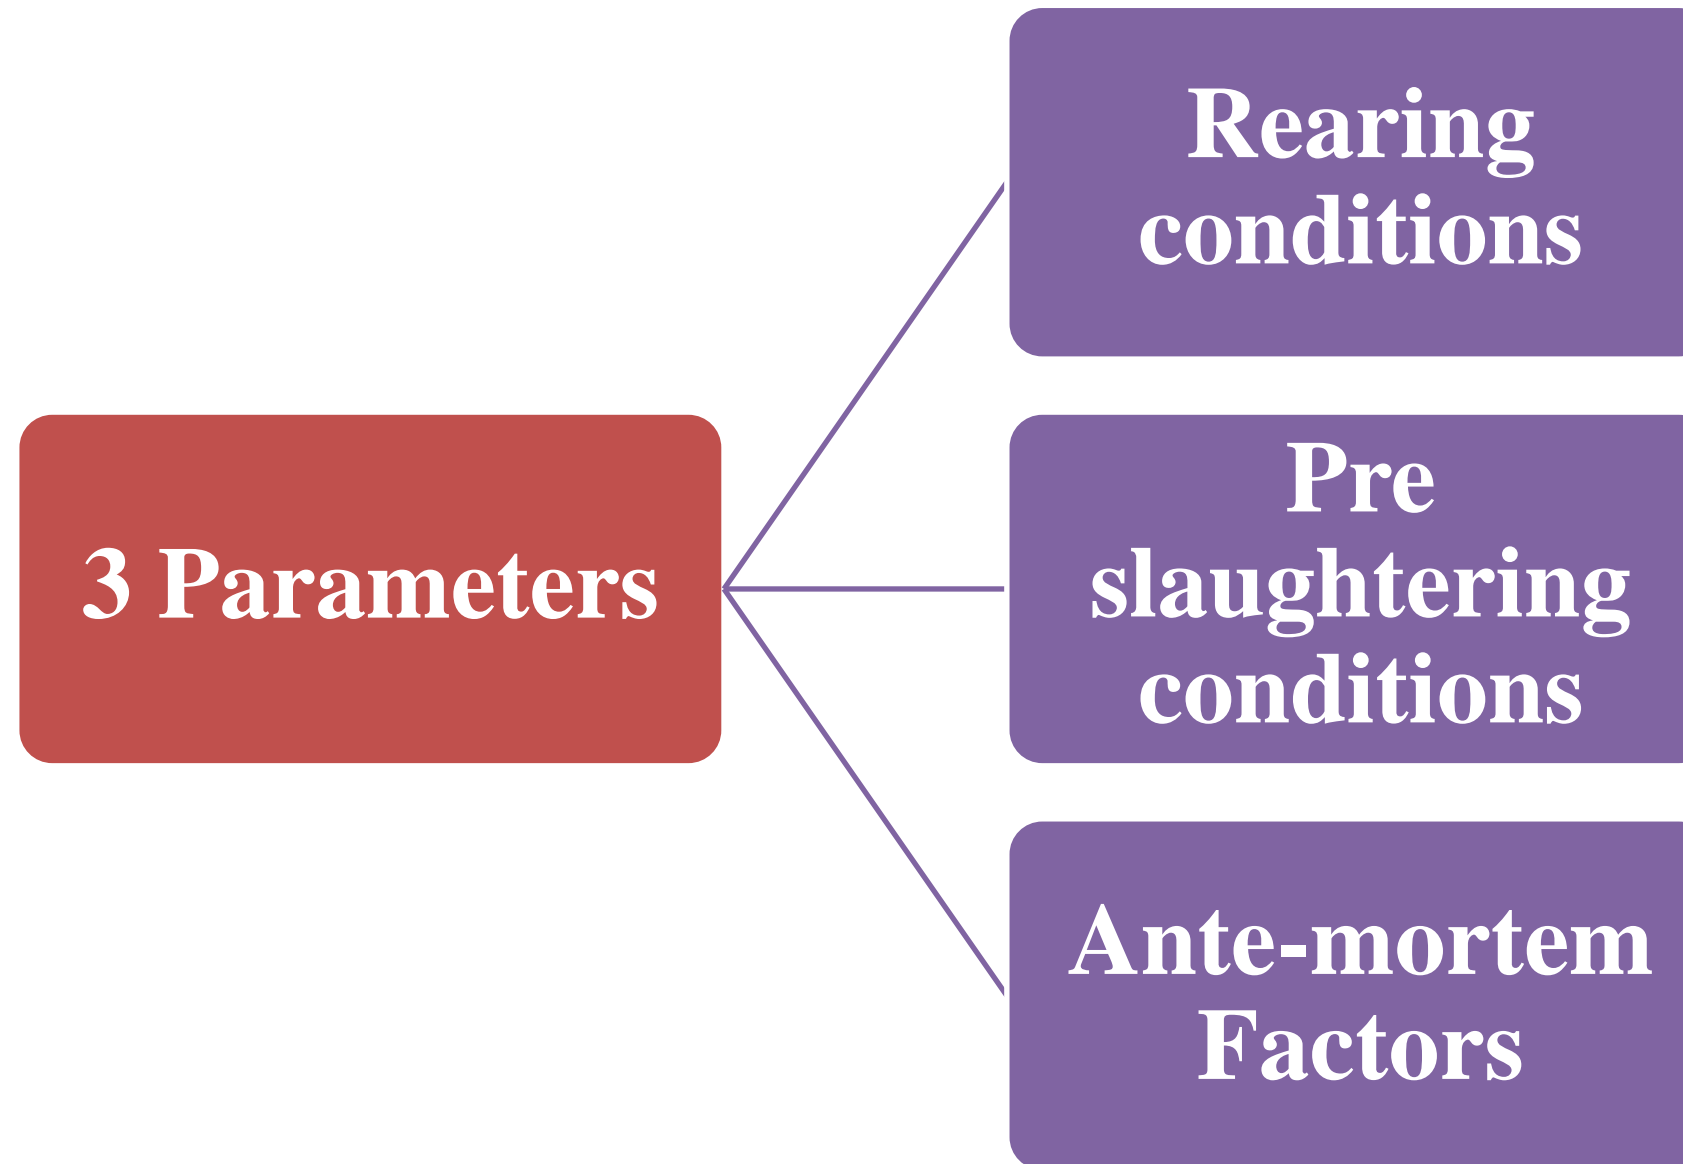 3 Parameters
Rearing
conditions
Pre
slaughtering
conditions
Ante-mortem
Factors